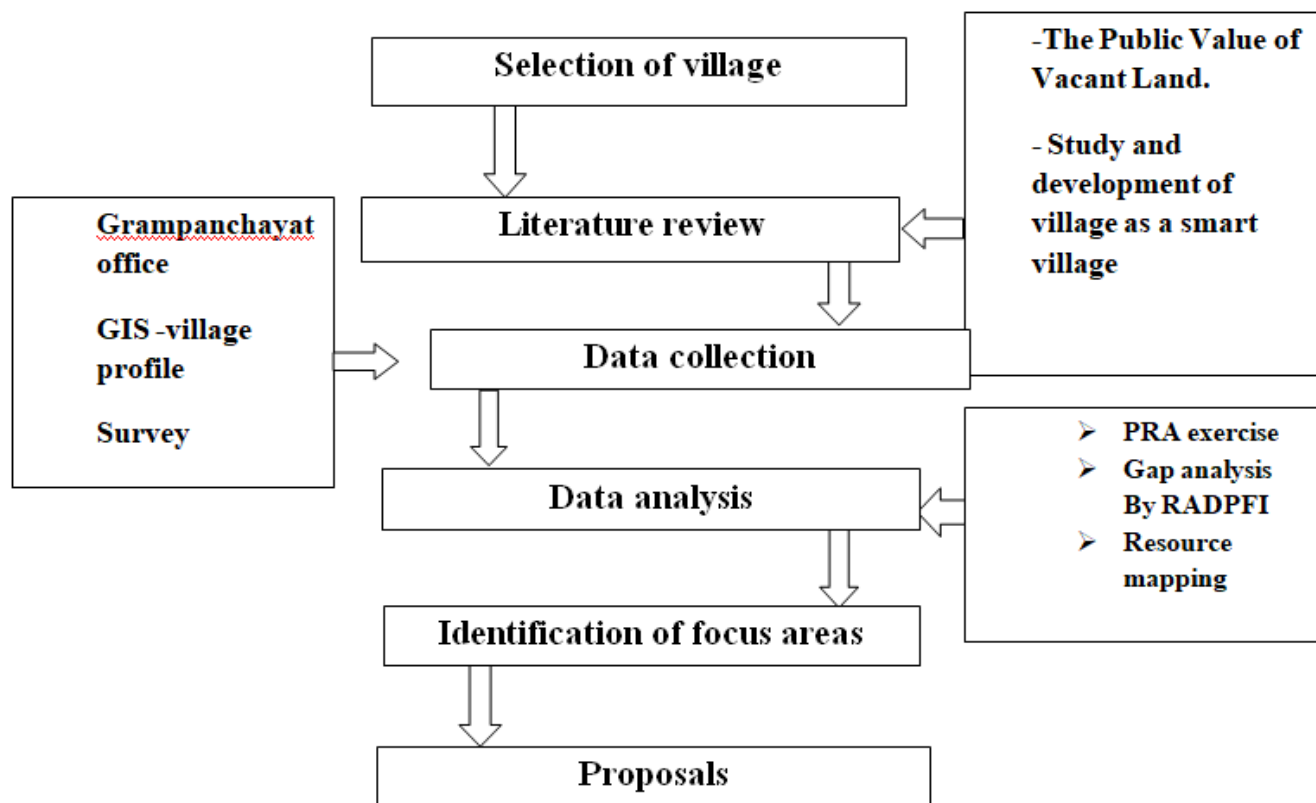 Selection of village
-The Public Value of
Vacant Land.
- Study and
development of
village as a smart
village
Literature review
Grampanchayat
office
GIS -village
profile
Survey
Data collection
➢ PRA exercise
➢ Gap analysis
By RADPFI
➢ Resource
mapping
Data analysis
Identification of focus areas
Proposals